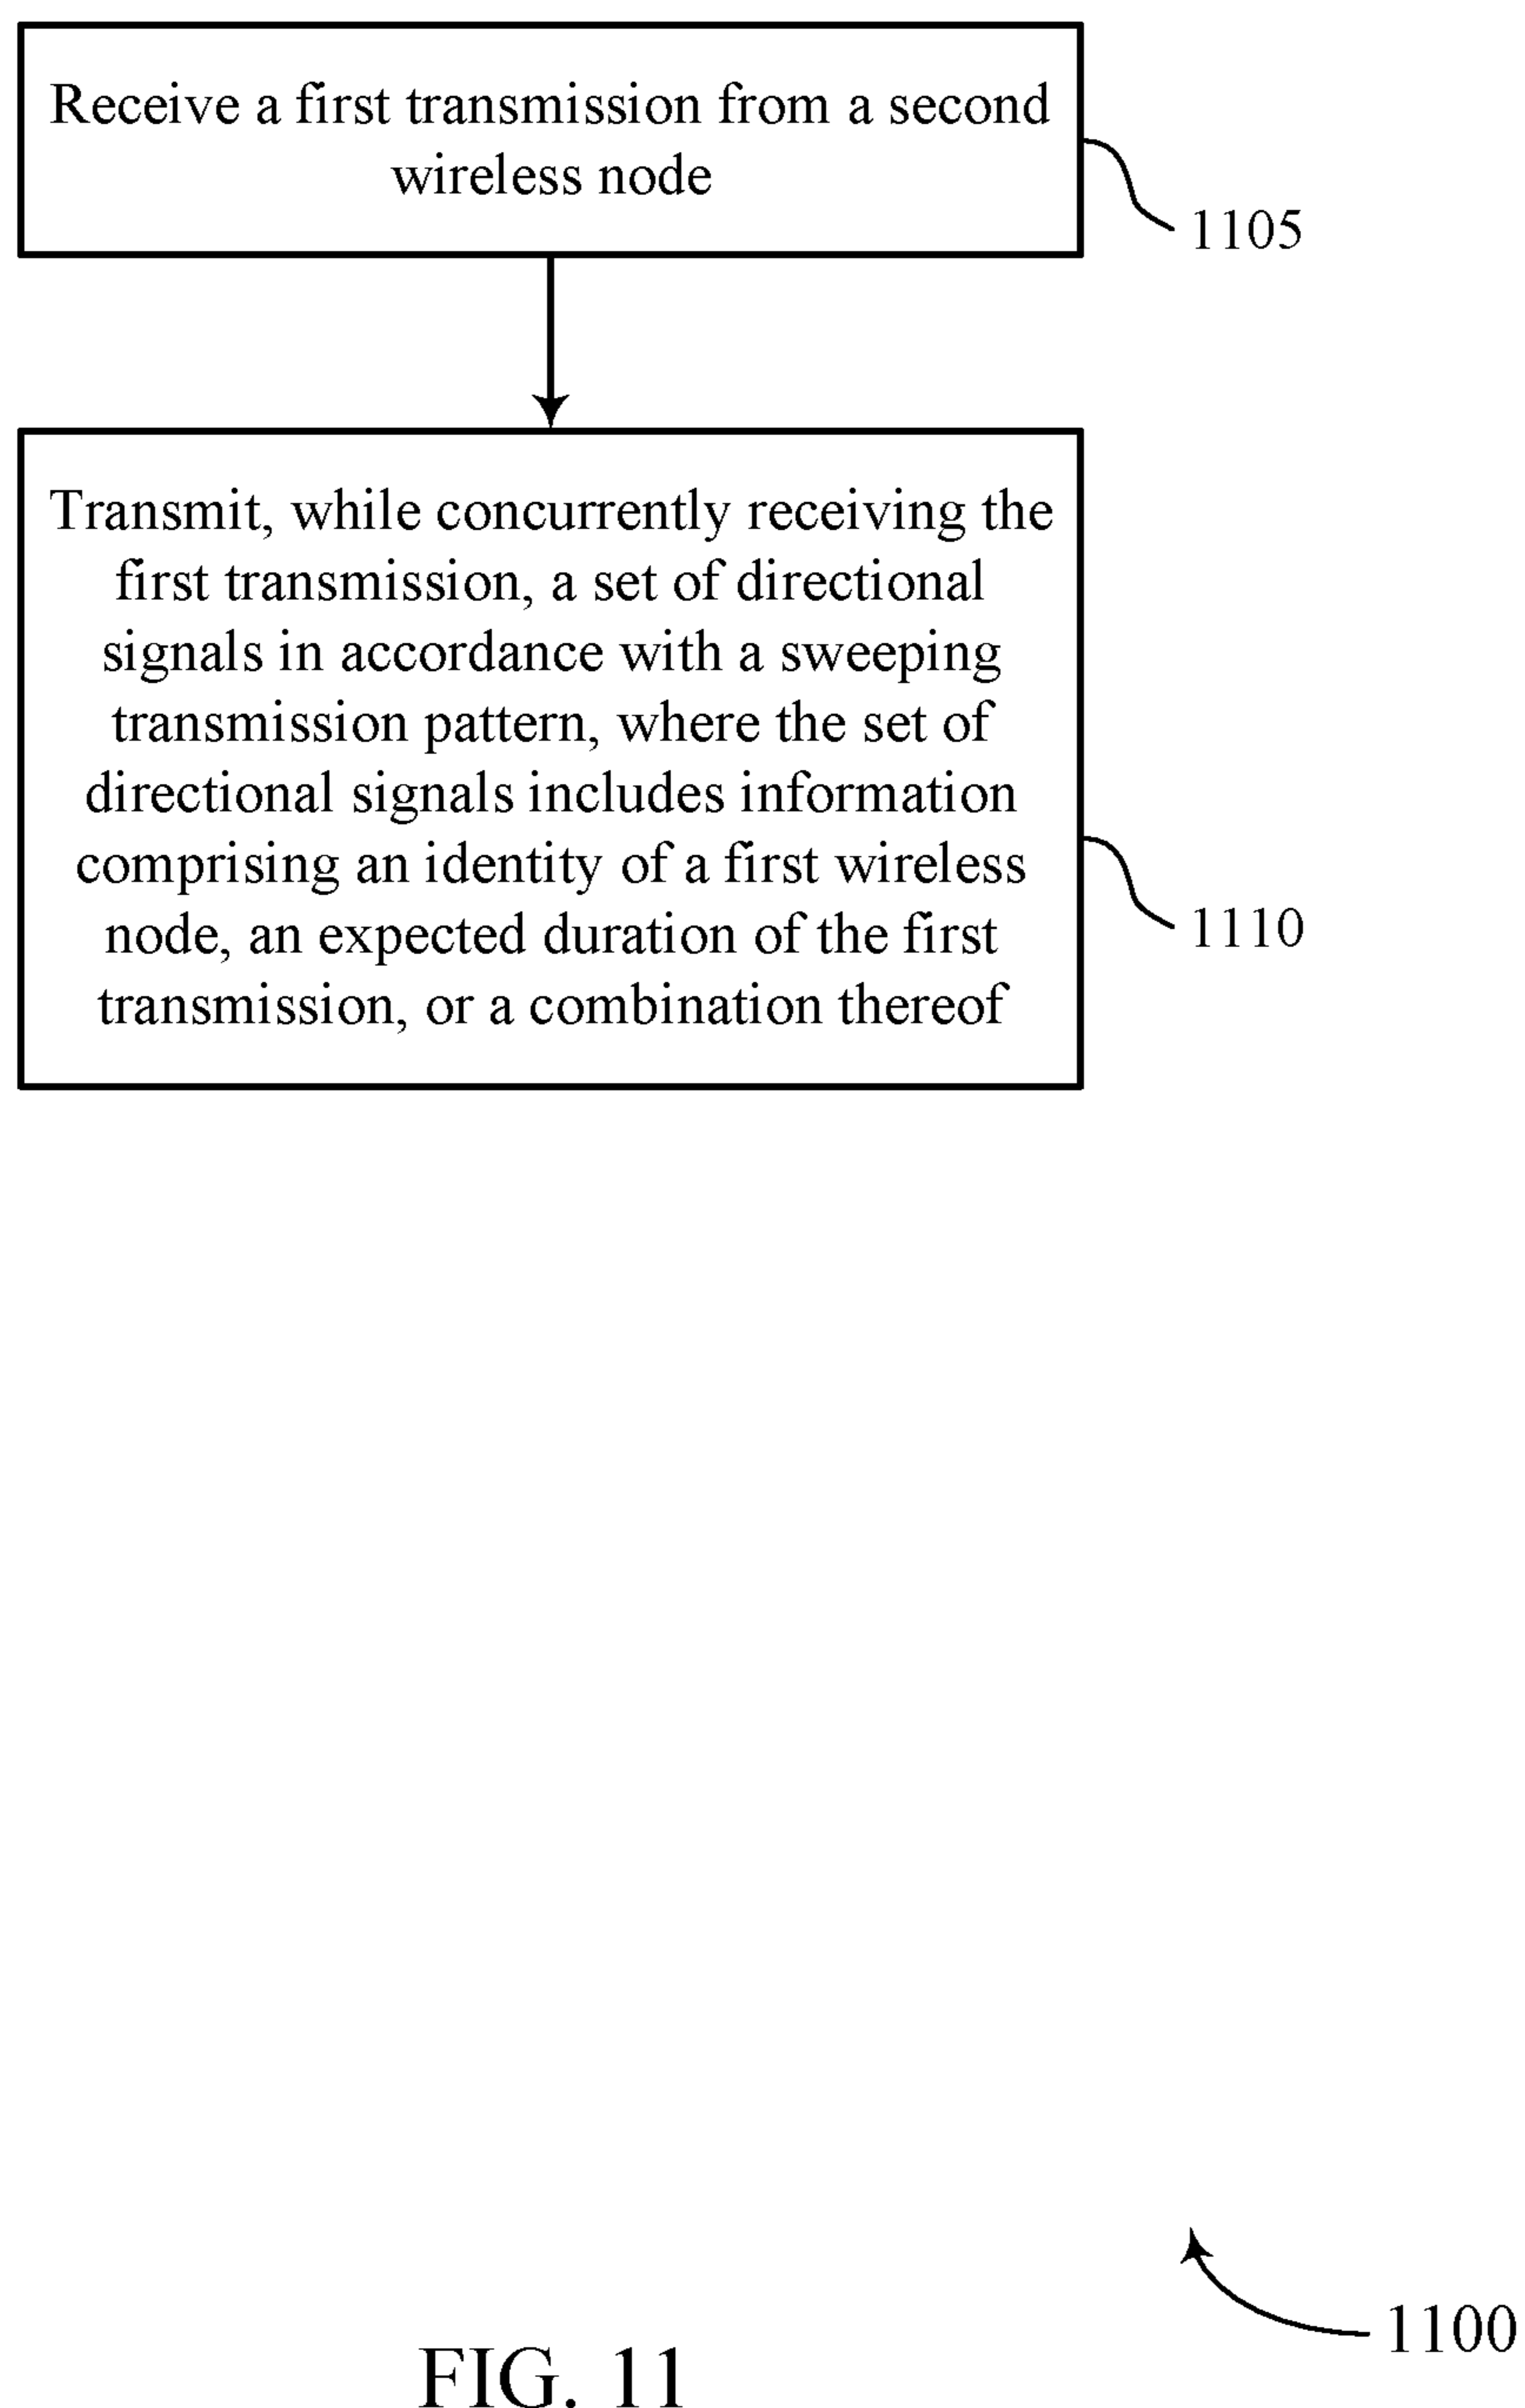 Receive a first transmission from a second
wireless node
1105
Transmit, while concurrently receiving the
first transmission, a set of directional
signals in accordance with a sweeping
transmission pattern, where the set of
directional signals includes information
comprising an identity of a first wireless
node, an expected duration of the first
transmission, or a combination thereof
1110
1100
FIG. 11